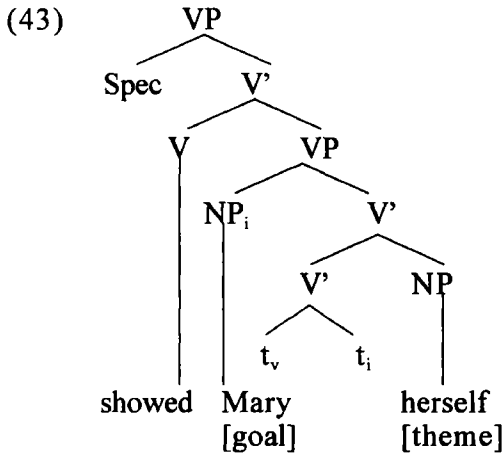 (43) VP
Spec V'
V VP
NPᵢ V'
V' NP
tᵥ tᵢ
showed Mary herself
[goal] [theme]